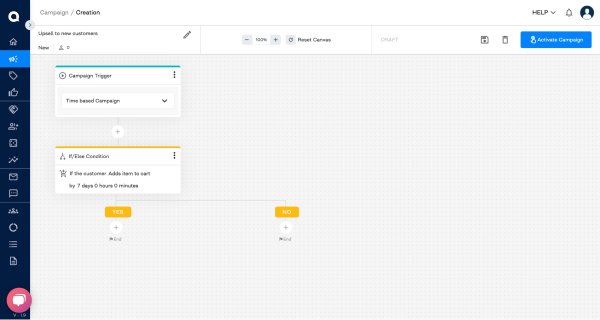 Campaign / Creation
HELP
Upsell to new customers
New
0
100%
Reset Canvas
DRAFT
Activate Campaign
Campaign Trigger
Time based Campaign
If/Else Condition
If the customer Adds item to cart
by 7 days 0 hours 0 minutes
YES
NO
End
End
V - 1.9